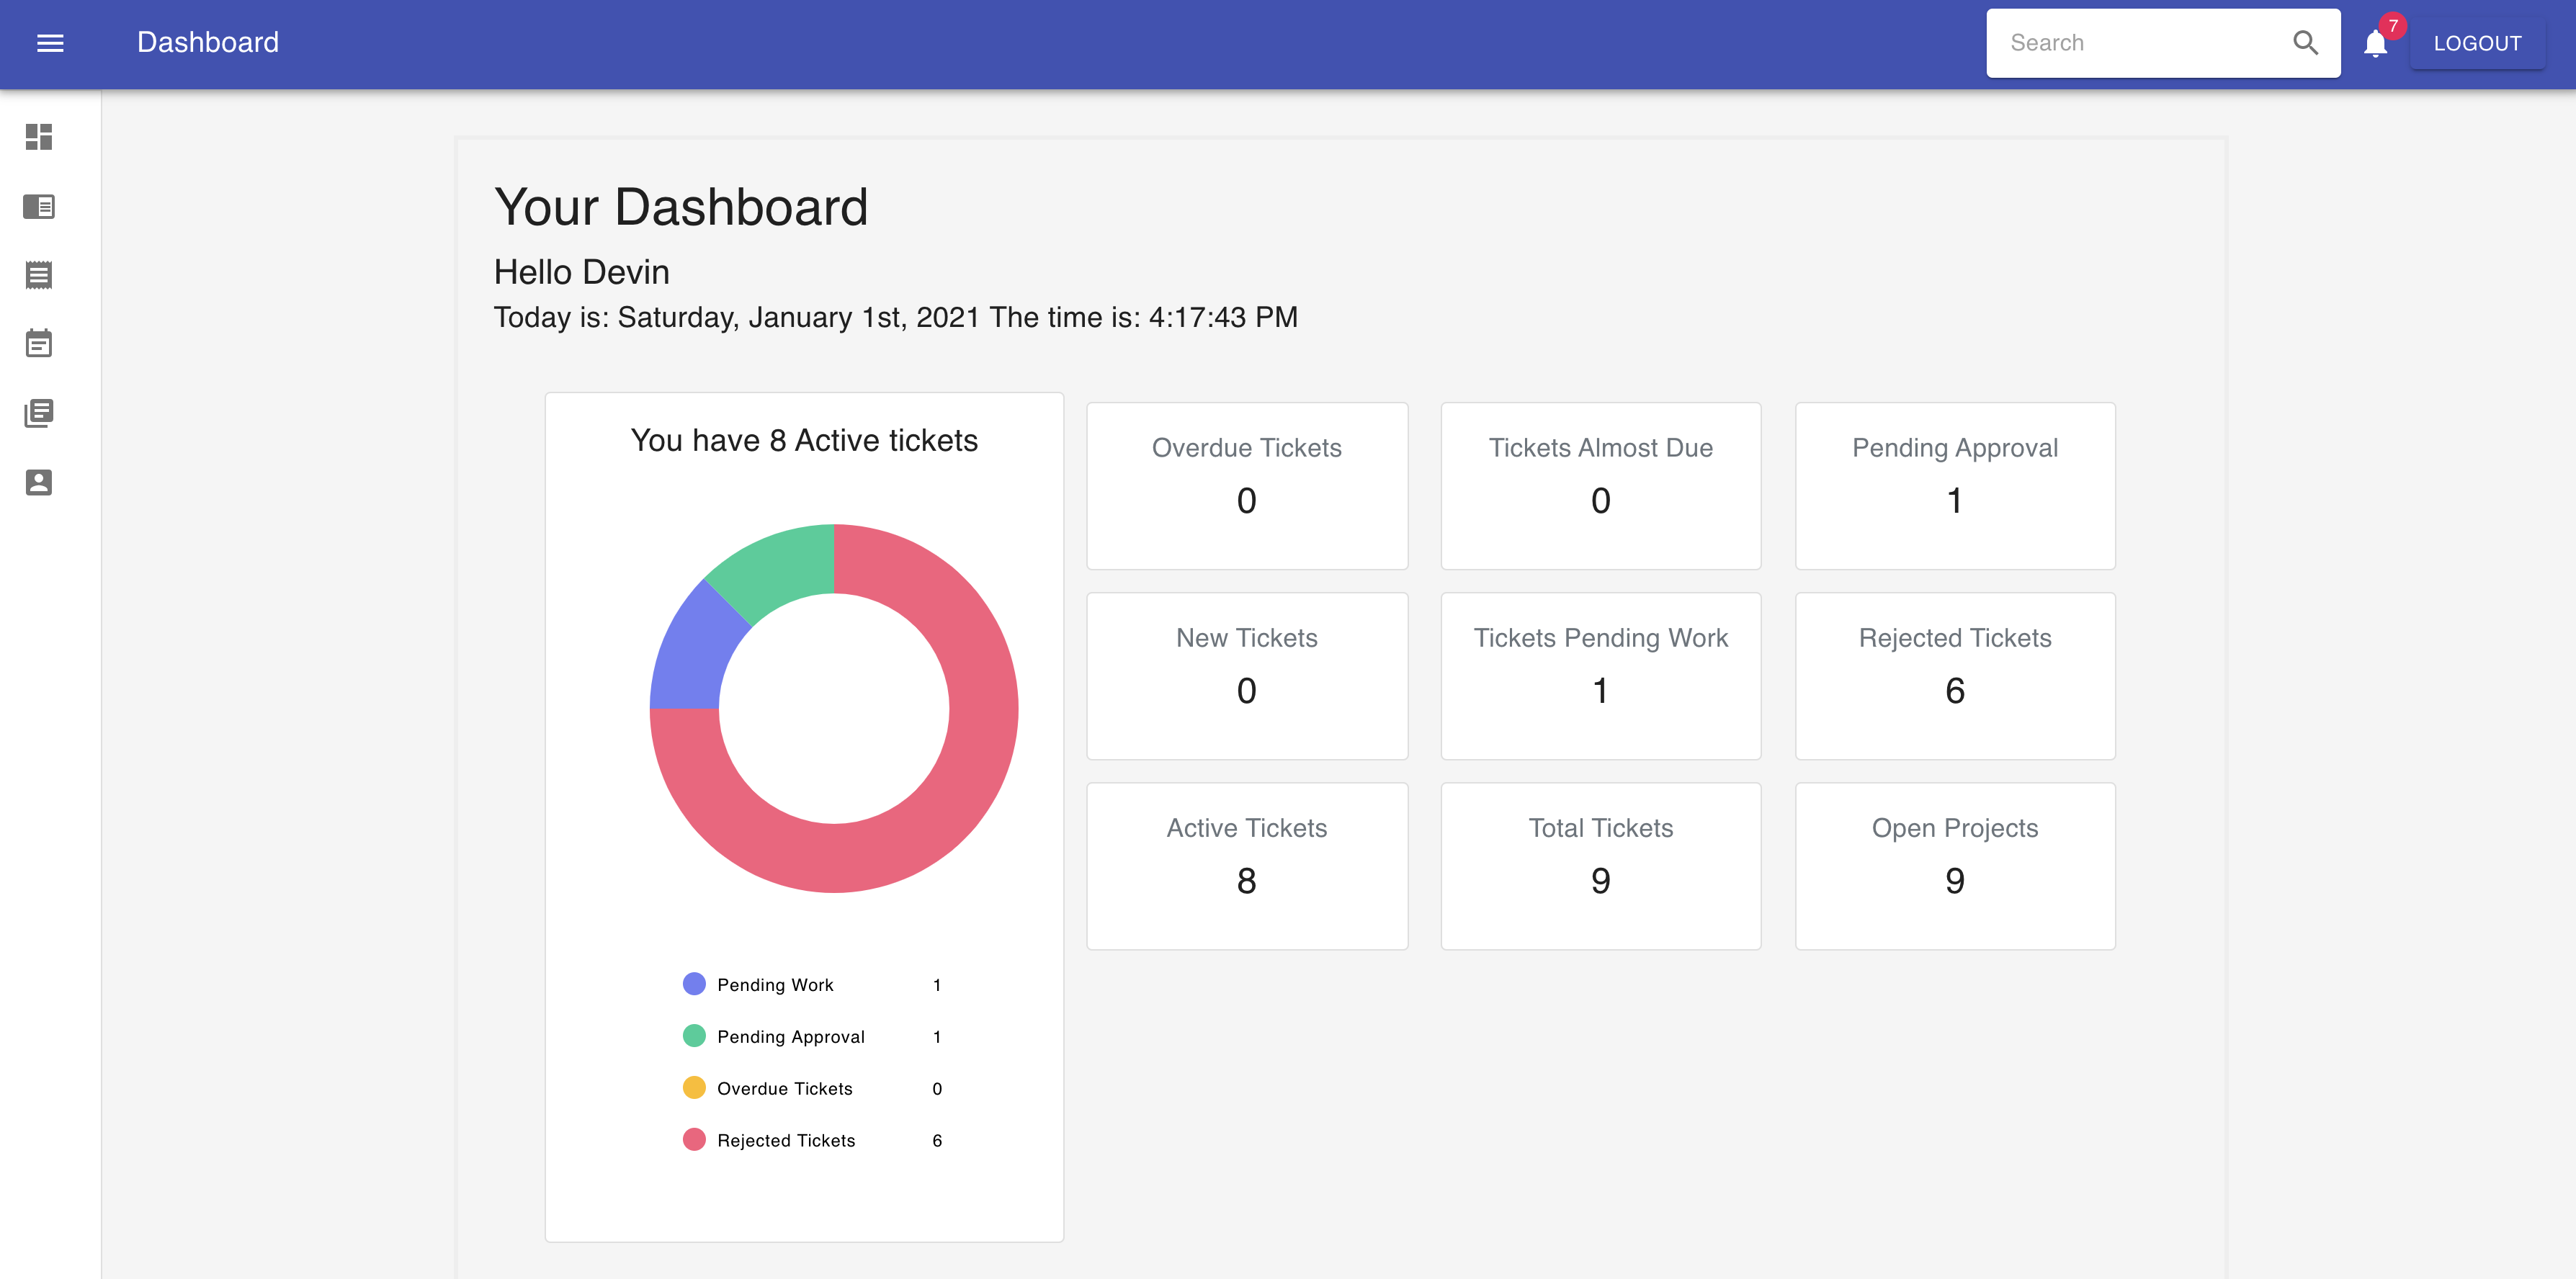 Dashboard
Search
7
LOGOUT
Your Dashboard
Hello Devin
Today is: Saturday, January 1st, 2021 The time is: 4:17:43 PM
You have 8 Active tickets
Pending Work 1
Pending Approval 1
Overdue Tickets 0
Rejected Tickets 6
Overdue Tickets
0
Tickets Almost Due
0
Pending Approval
1
New Tickets
0
Tickets Pending Work
1
Rejected Tickets
6
Active Tickets
8
Total Tickets
9
Open Projects
9